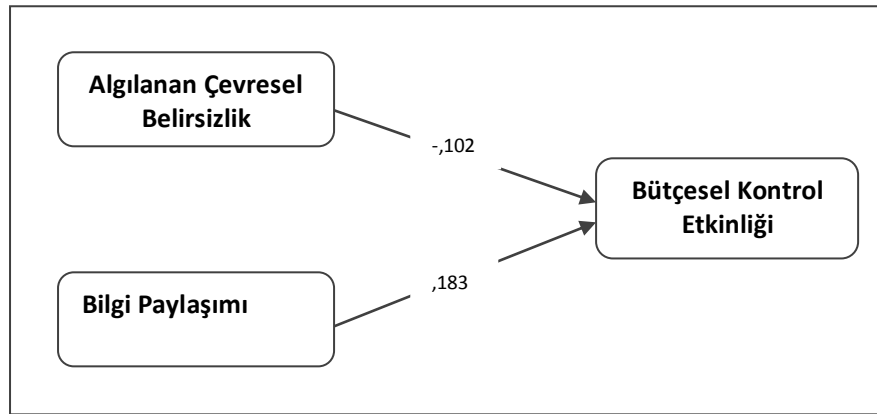 Algılanan Çevresel
Belirsizlik
-,102
Bütçesel Kontrol
Etkinliği
Bilgi Paylaşımı
,183